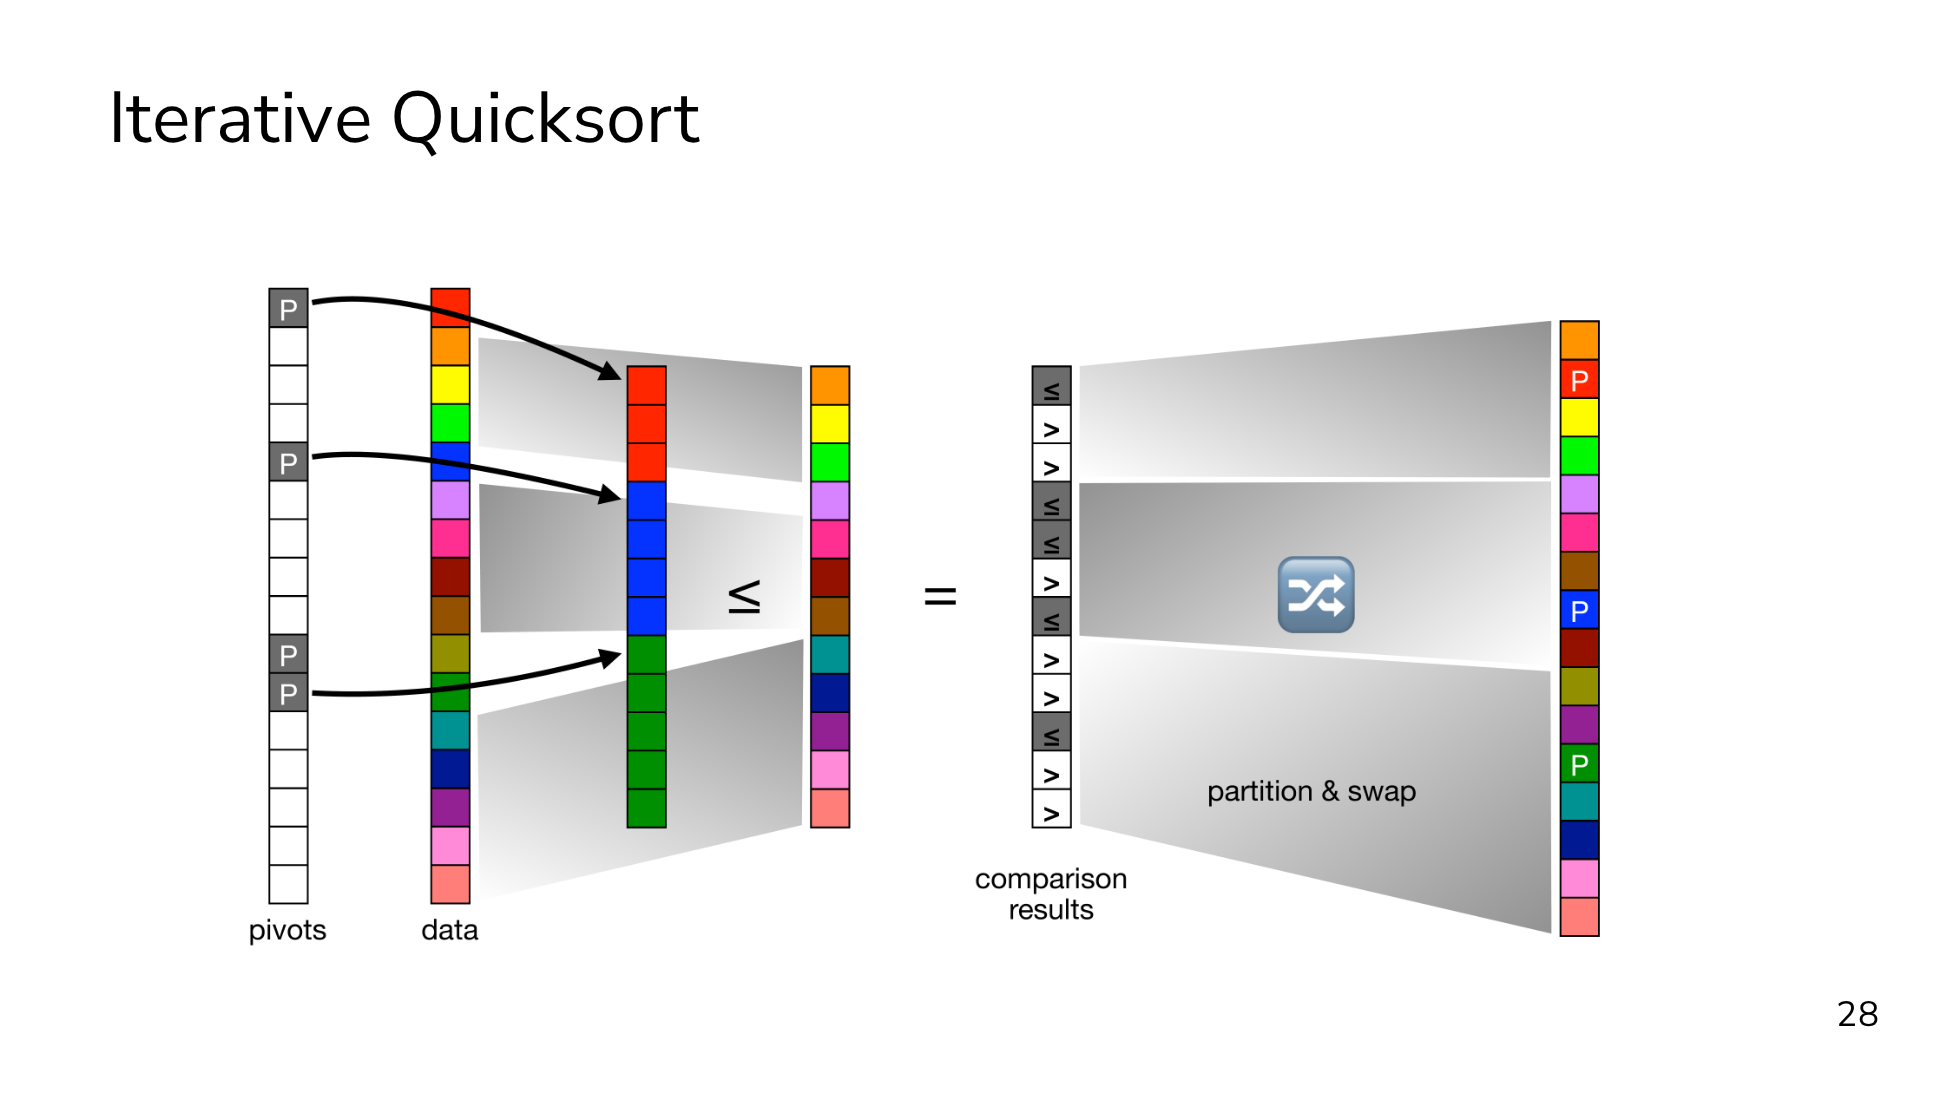 Iterative Quicksort
P
P
P
P
pivots
data
≤
=
≤
>
>
≤
≤
>
≤
>
>
≤
>
>
comparison
results
partition & swap
P
P
P
28